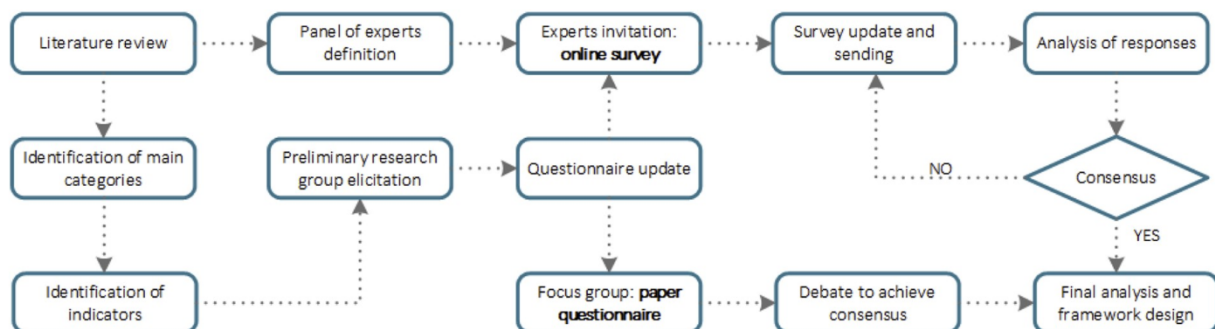 Literature review
Panel of experts
definition
Experts invitation:
online survey
Survey update and
sending
Analysis of responses
Identification of main
categories
Preliminary research
group elicitation
Questionnaire update
NO
Consensus
YES
Identification of
indicators
Focus group: paper
questionnaire
Debate to achieve
consensus
Final analysis and
framework design